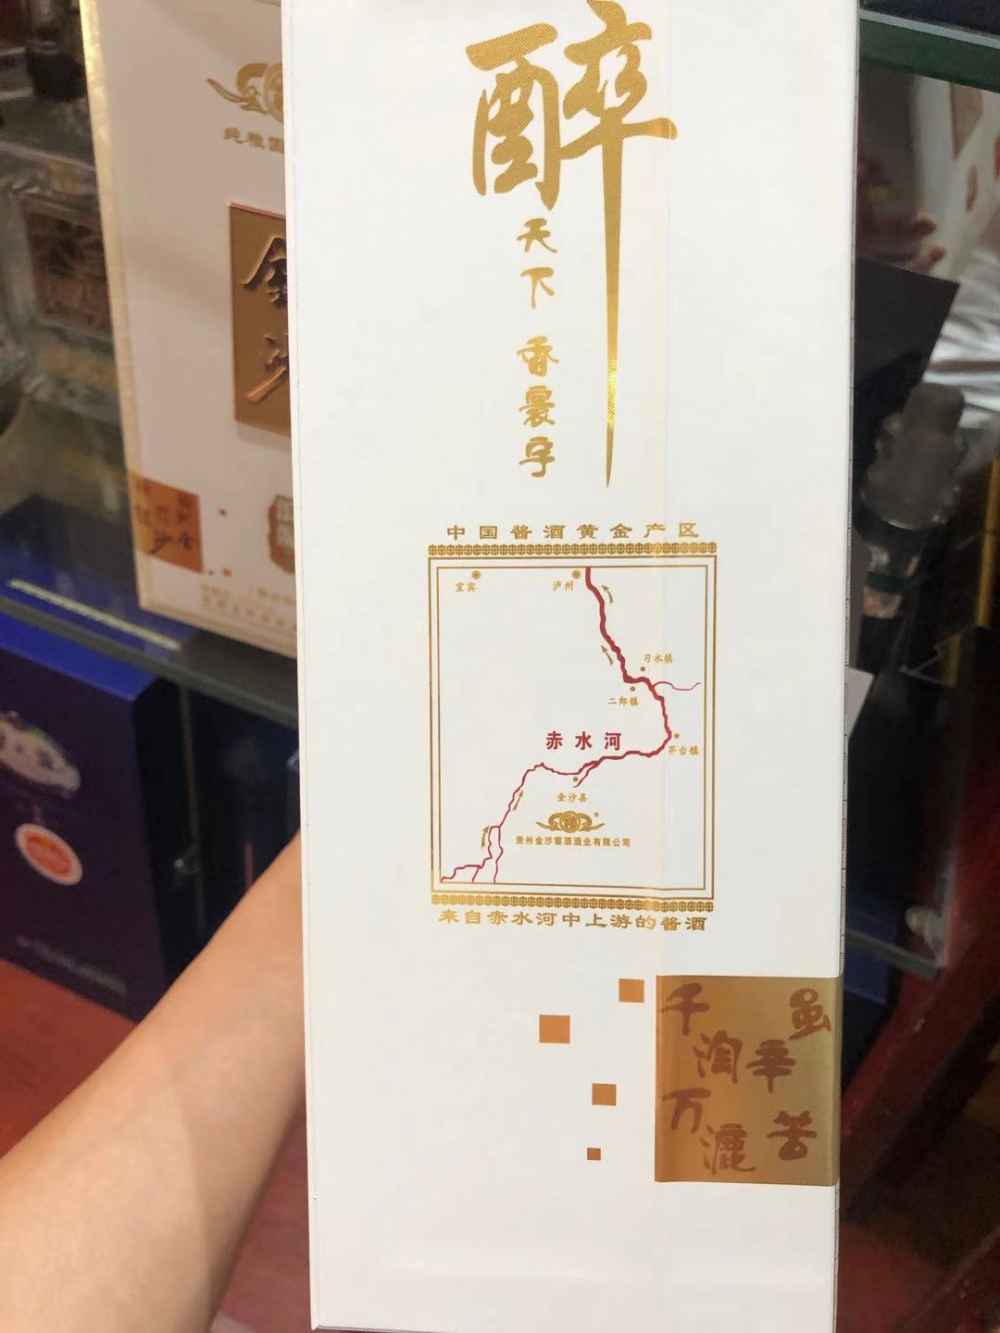 醉
天下
香寰宇
中国酱酒黄金产区
宜宾
泸州
习水镇
二郎镇
赤水河
茅台镇
金沙县
贵州金沙窖酒酒业有限公司
来自赤水河中上游的酱酒
千淘万漉
虽辛苦
金沙